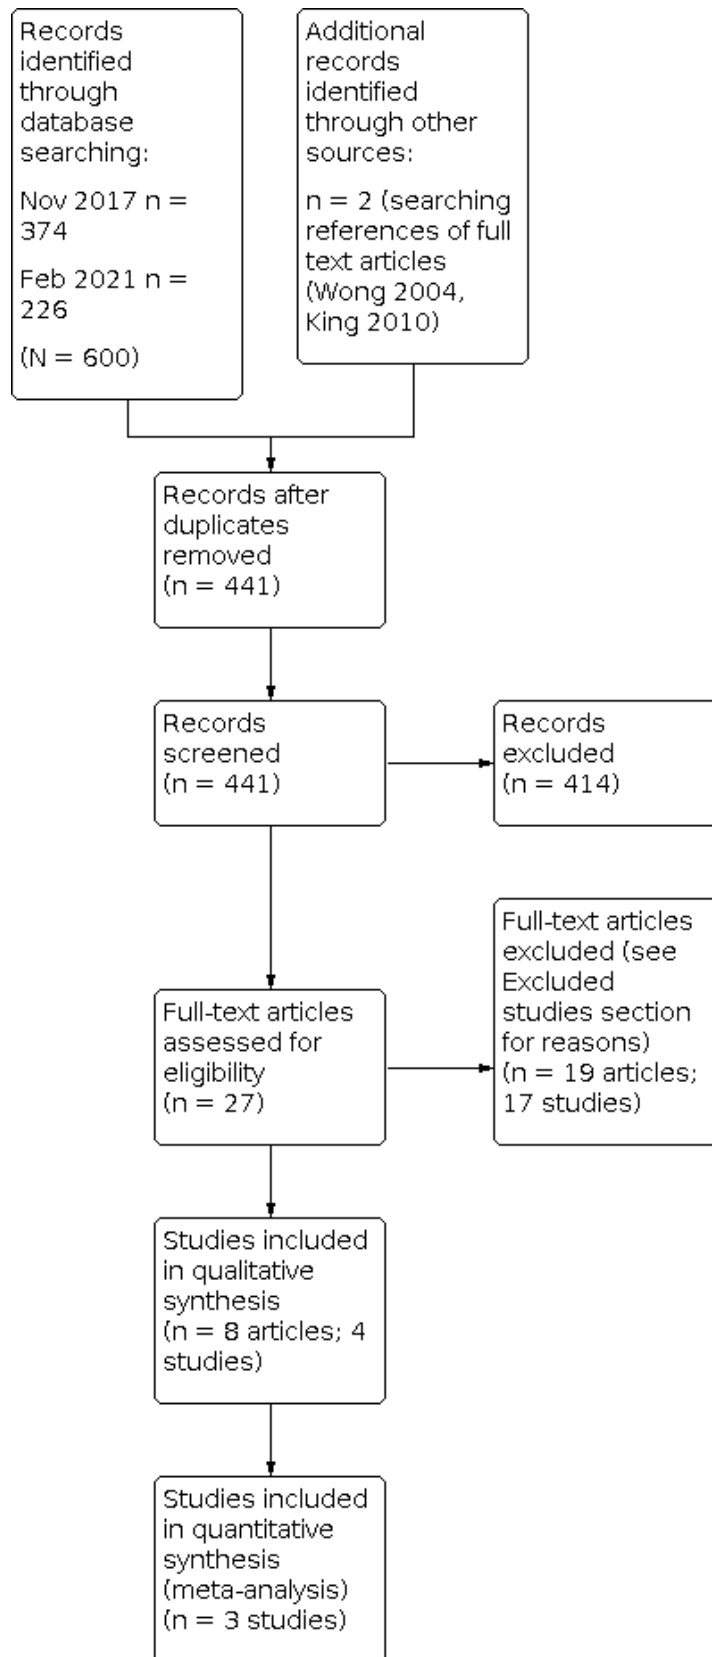 Records
identified
through
database
searching:
Nov 2017 n =
374
Feb 2021 n =
226
(N = 600)
Additional
records
identified
through other
sources:
n = 2 (searching
references of full
text articles
(Wong 2004,
King 2010)
Records after
duplicates
removed
(n = 441)
Records
screened
(n = 441)
Records
excluded
(n = 414)
Full-text articles
excluded (see
Excluded
studies section
for reasons)
(n = 19 articles;
17 studies)
Full-text articles
assessed for
eligibility
(n = 27)
Studies included
in qualitative
synthesis
(n = 8 articles; 4
studies)
Studies included
in quantitative
synthesis
(meta-analysis)
(n = 3 studies)